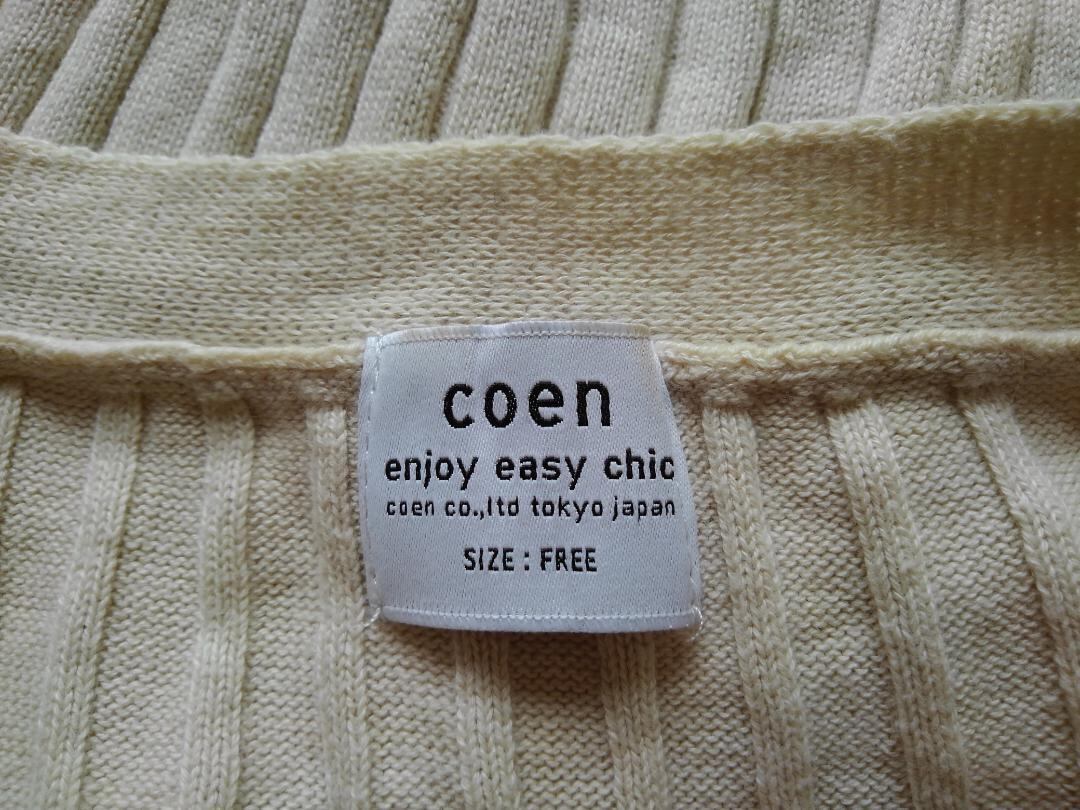 coen
enjoy easy chic
coen co.,ltd tokyo japan
SIZE : FREE